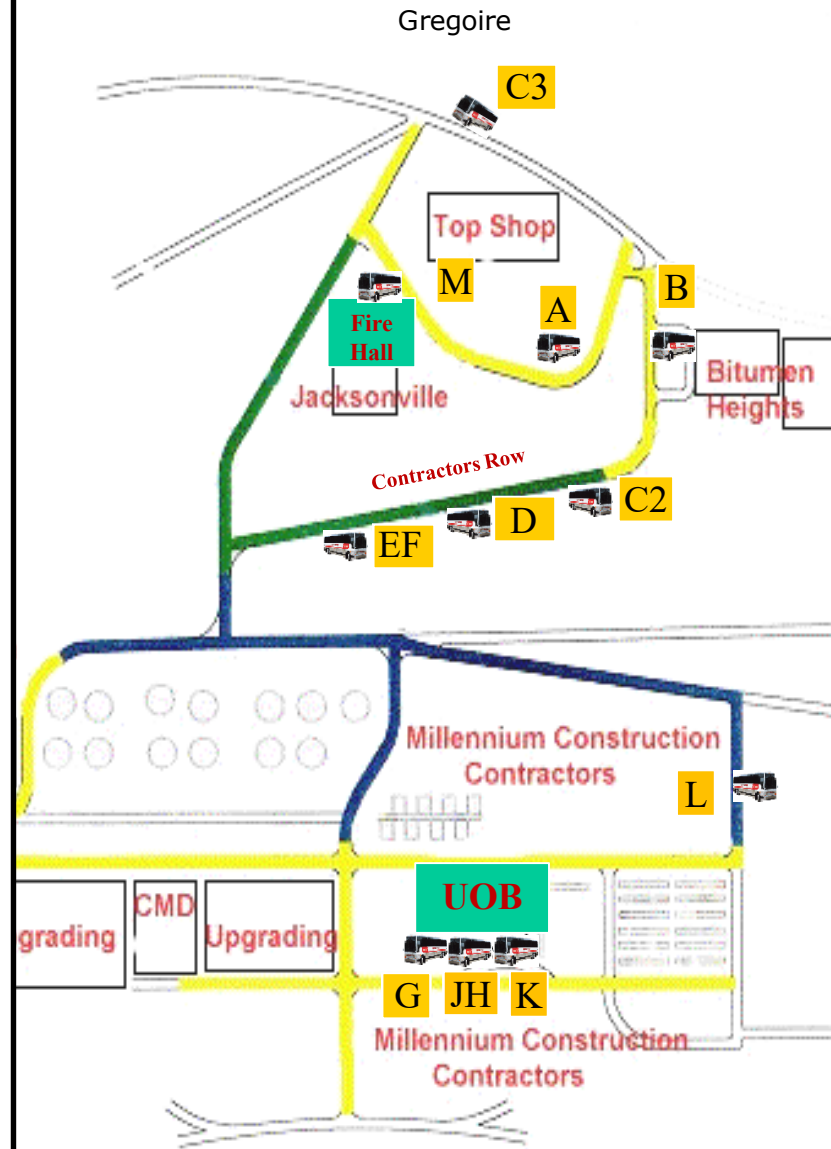 Gregoire
C3
Top Shop
M
B
A
Fire
Hall
Bitumen
Heights
Jacksonville
Contractors Row
C2
D
EF
Millennium Construction
Contractors
L
UOB
CMD
grading
Upgrading
G
JH
K
Millennium Construction
Contractors